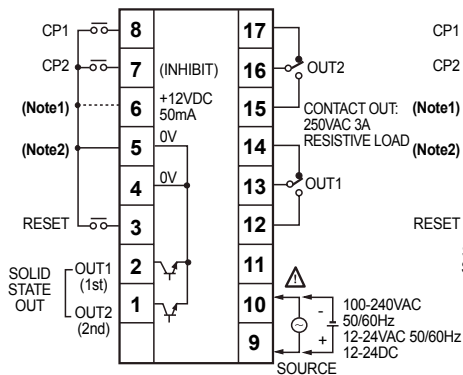 CP1
8
17
CP1
CP2
7
(INHIBIT)
16
OUT2
CP2
(Note1)
6
+12VDC
50mA
15
CONTACT OUT:
250VAC 3A
RESISTIVE LOAD
(Note1)
(Note2)
5
0V
14
(Note2)
4
0V
13
OUT1
RESET
3
12
RESET
SOLID
STATE
OUT
OUT1
(1st)
2
11
OUT2
(2nd)
1
10
9
!
-
+
100-240VAC
50/60Hz
12-24VAC 50/60Hz
12-24DC
SOURCE